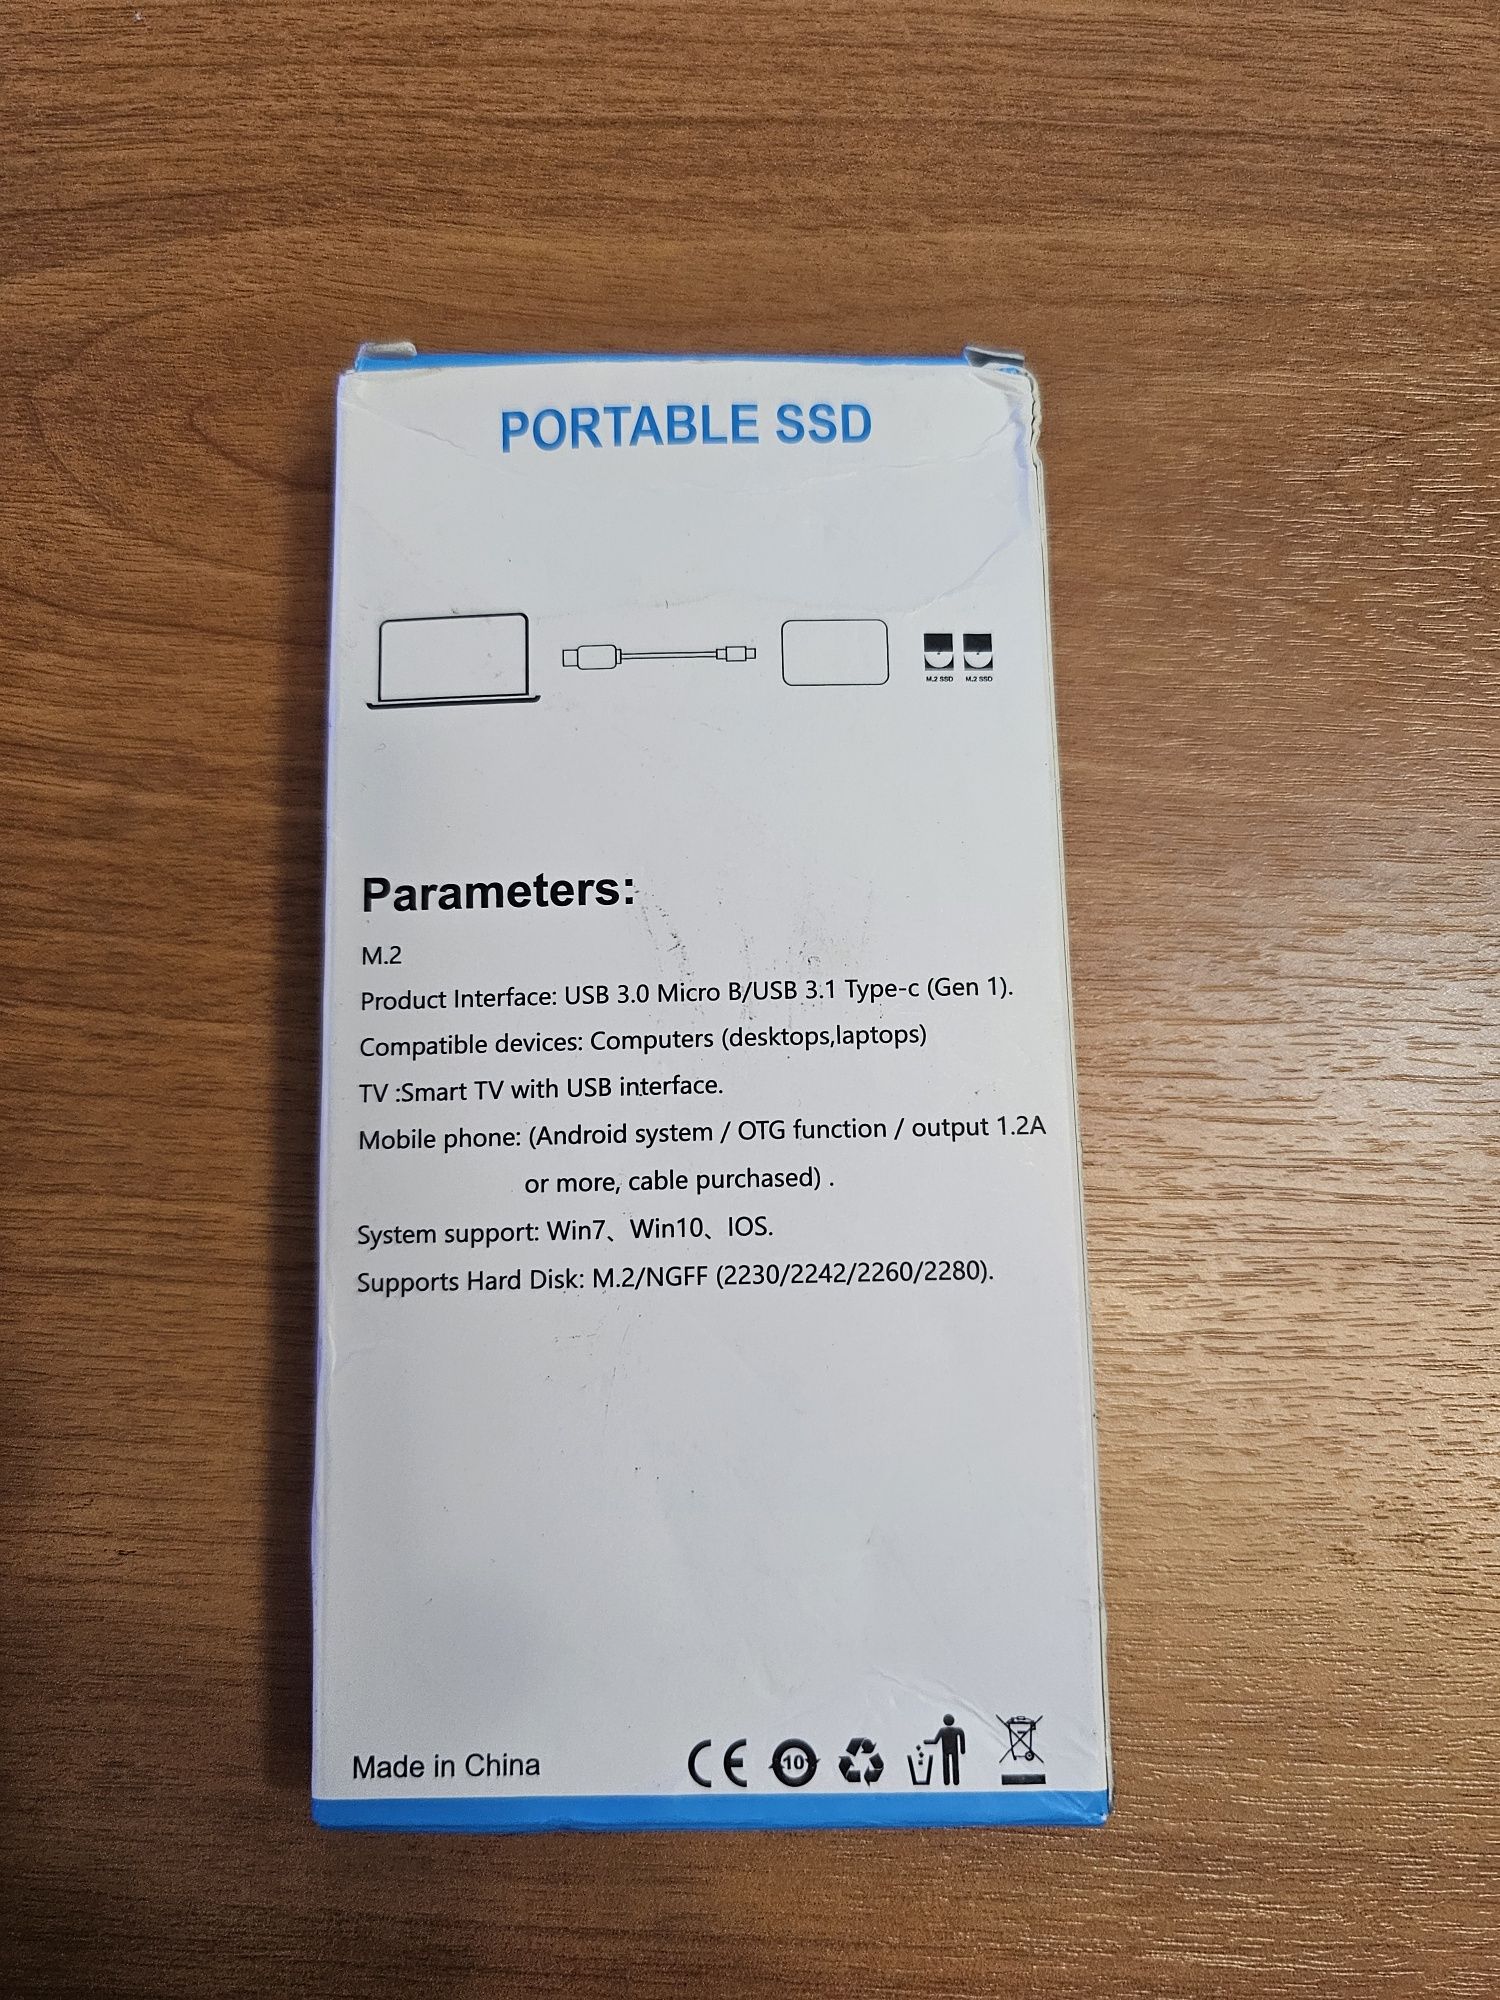 PORTABLE SSD
M.2 SSD M.2 SSD
Parameters:
M.2
Product Interface: USB 3.0 Micro B/USB 3.1 Type-c (Gen 1).
Compatible devices: Computers (desktops,laptops)
TV :Smart TV with USB interface.
Mobile phone: (Android system / OTG function / output 1.2A
or more, cable purchased) .
System support: Win7、Win10、IOS.
Supports Hard Disk: M.2/NGFF (2230/2242/2260/2280).
Made in China CE 10